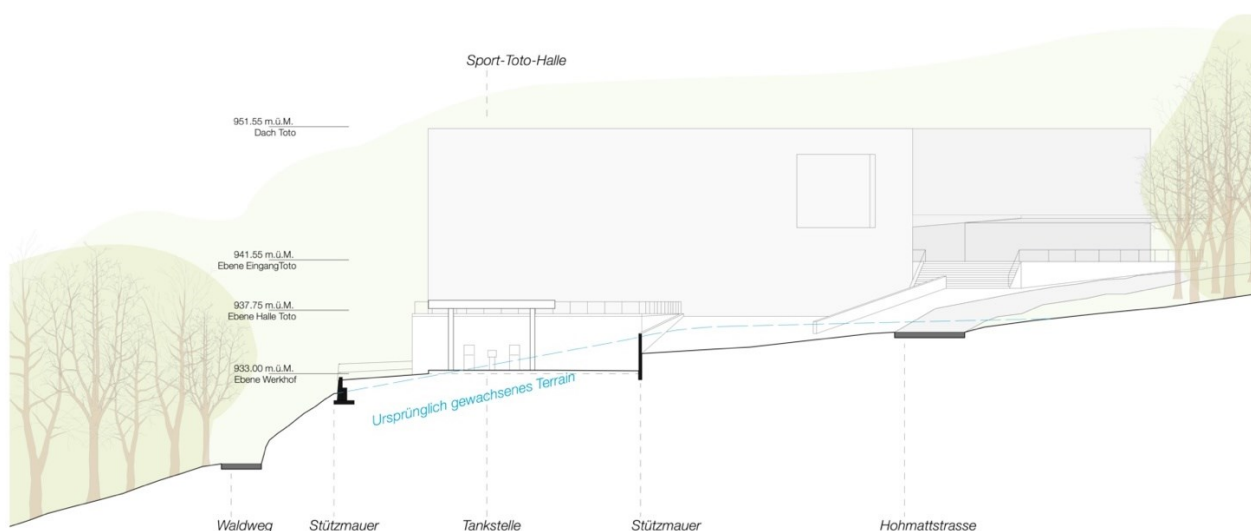 Sport-Toto-Halle
951.55 m.ü.M.
Dach Toto
941.55 m.ü.M.
Ebene EingangToto
937.75 m.ü.M.
Ebene Halle Toto
933.00 m.ü.M.
Ebene Werkhof
Ursprünglich gewachsenes Terrain
Waldweg
Stützmauer
Tankstelle
Stützmauer
Hohmattstrasse